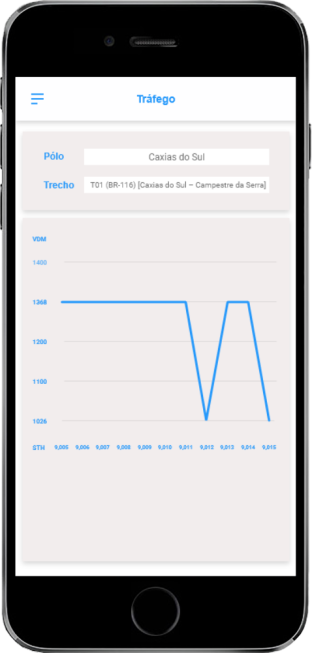 Tráfego
Pólo Caxias do Sul
Trecho T01 (BR-116) [Caxias do Sul – Campestre da Serra]
VDM
1400
1368
1200
1100
1026
STH 9,005 9,006 9,007 9,008 9,009 9,010 9,011 9,012 9,013 9,014 9,015